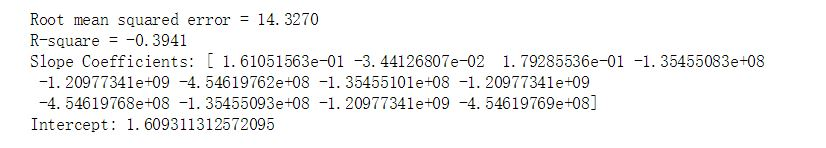 Root mean squared error = 14.3270
R-square = -0.3941
Slope Coefficients: [ 1.61051563e-01 -3.44126807e-02  1.79285536e-01 -1.35455083e+08
 -1.20977341e+09 -4.54619762e+08 -1.35455101e+08 -1.20977341e+09
 -4.54619768e+08 -1.35455093e+08 -1.20977341e+09 -4.54619769e+08]
Intercept: 1.609311312572095